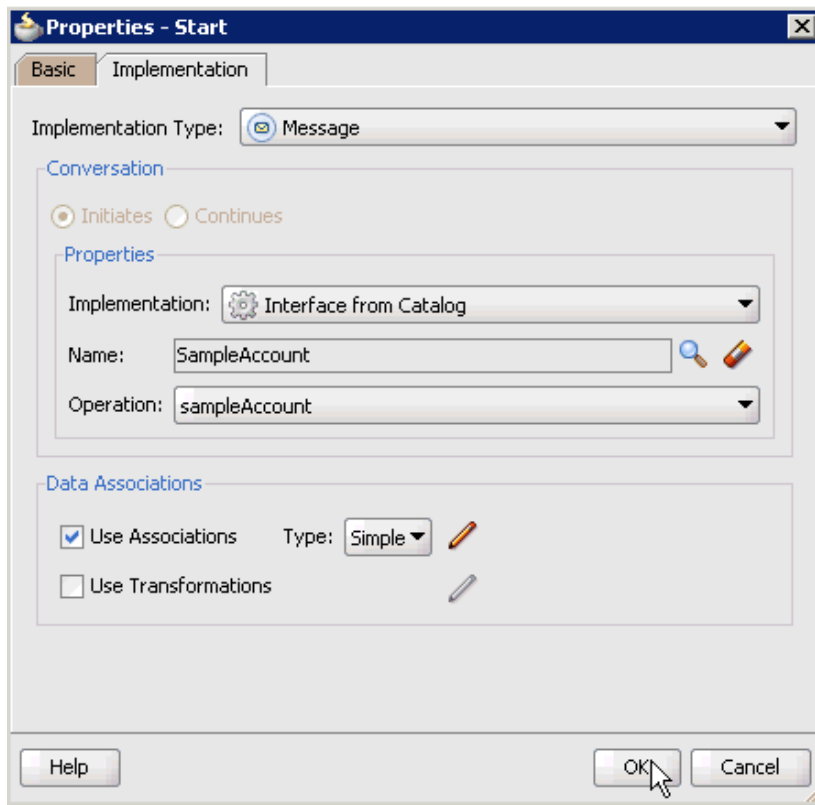 Properties - Start
Basic Implementation
Implementation Type: Message
Conversation
Initiates Continues
Properties
Implementation: Interface from Catalog
Name: SampleAccount
Operation: sampleAccount
Data Associations
Use Associations Type: Simple
Use Transformations
Help OK Cancel